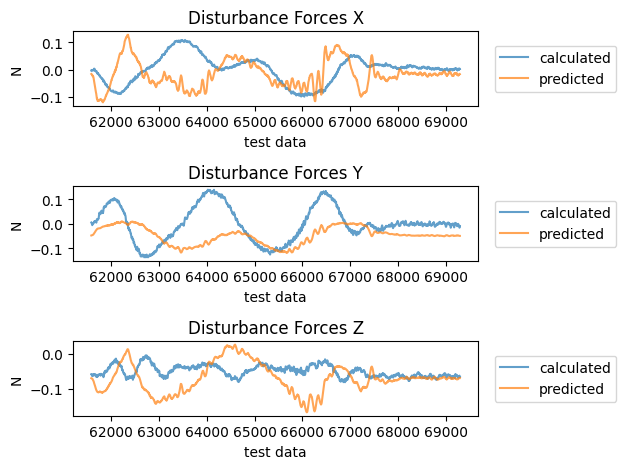 Disturbance Forces X
0.1
0.0
−0.1
N
62000 63000 64000 65000 66000 67000 68000 69000
test data
calculated
predicted
Disturbance Forces Y
0.1
0.0
−0.1
N
62000 63000 64000 65000 66000 67000 68000 69000
test data
calculated
predicted
Disturbance Forces Z
0.0
−0.1
N
62000 63000 64000 65000 66000 67000 68000 69000
test data
calculated
predicted